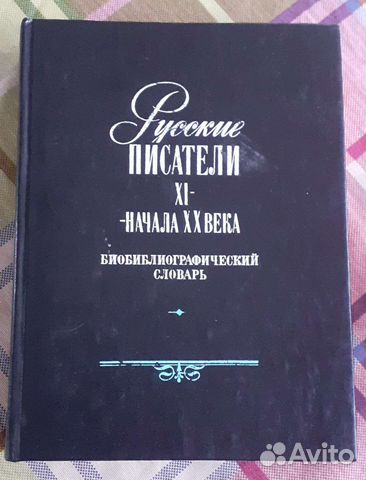 Русские
ПИСАТЕЛИ
XI-
-НАЧАЛА XX ВЕКА
БИОБИБЛИОГРАФИЧЕСКИЙ
СЛОВАРЬ
Avito